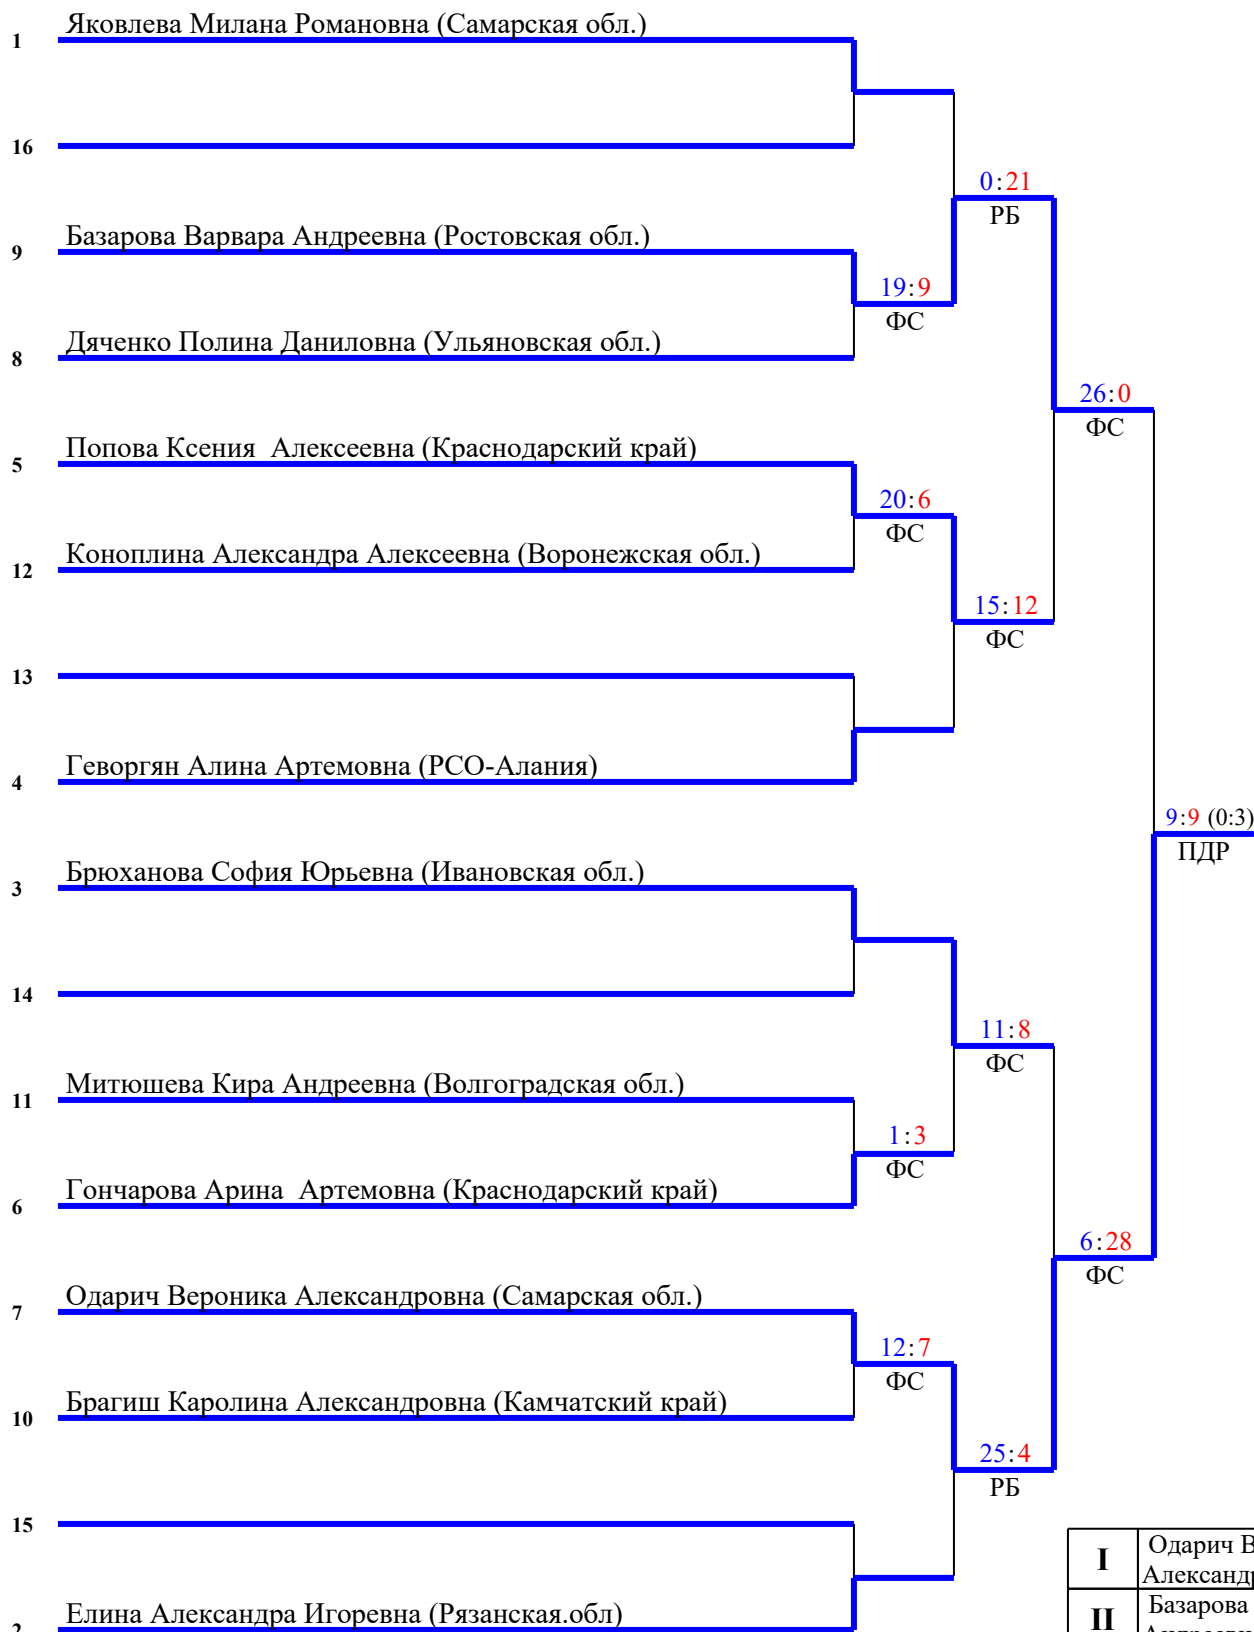 Яковлева Милана Романовна (Самарская обл.)
1
16
0:21
РБ
Базарова Варвара Андреевна (Ростовская обл.)
9
19:9
ФС
Дяченко Полина Даниловна (Ульяновская обл.)
8
26:0
ФС
Попова Ксения  Алексеевна (Краснодарский край)
5
20:6
ФС
Коноплина Александра Алексеевна (Воронежская обл.)
12
15:12
ФС
13
Геворгян Алина Артемовна (РСО-Алания)
4
9:9 (0:3)
ПДР
Брюханова София Юрьевна (Ивановская обл.)
3
14
11:8
ФС
Митюшева Кира Андреевна (Волгоградская обл.)
11
1:3
ФС
Гончарова Арина  Артемовна (Краснодарский край)
6
6:28
ФС
Одарич Вероника Александровна (Самарская обл.)
7
12:7
ФС
Брагиш Каролина Александровна (Камчатский край)
10
25:4
РБ
15
I
Одарич
Елина Александра Игоревна (Рязанская.обл)
2
II
Базарова